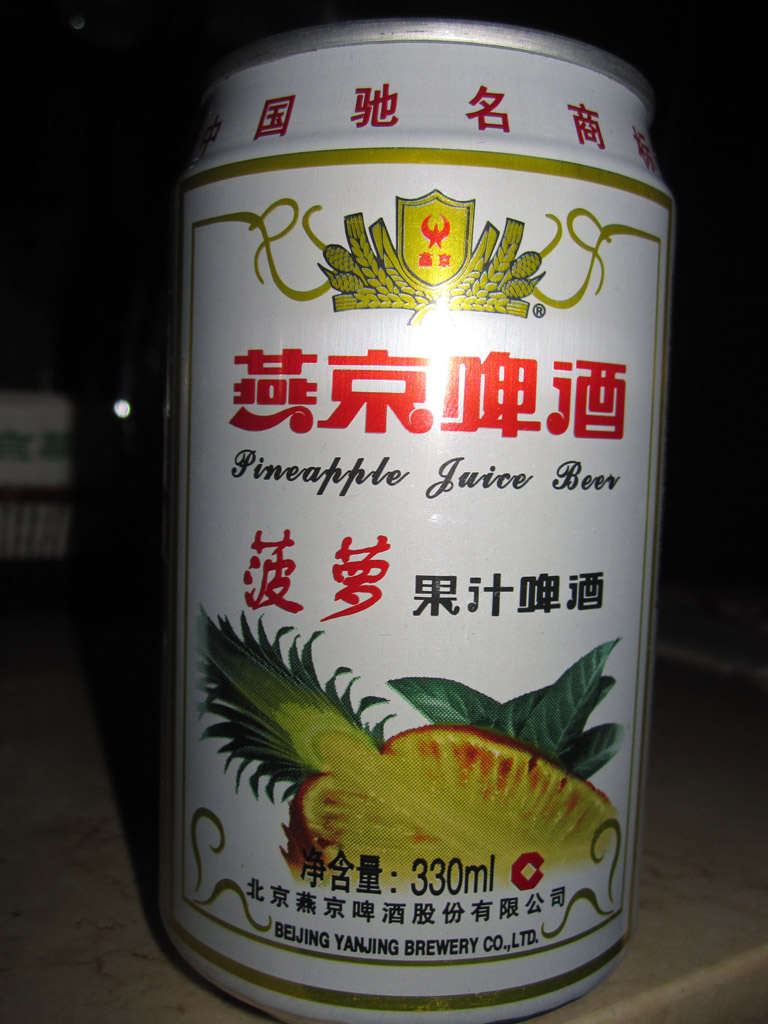 中国驰名商标
燕京
®
燕京啤酒
Pineapple Juice Beer
菠萝 果汁啤酒
净含量: 330ml
北京燕京啤酒股份有限公司
BEIJING YANJING BREWERY CO.,LTD.